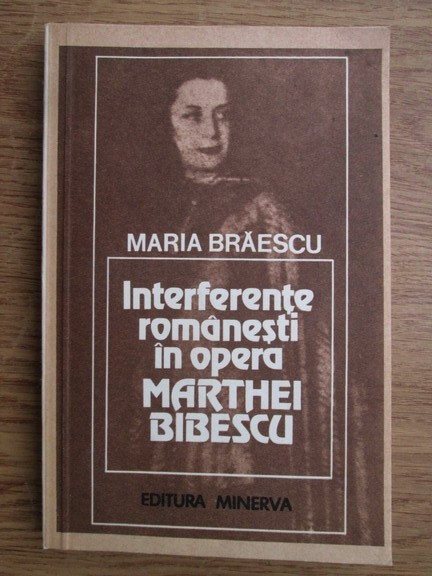 MARIA BRĂESCU
Interferențe
românești
în opera
MARTHEI
BIBESCU
EDITURA MINERVA